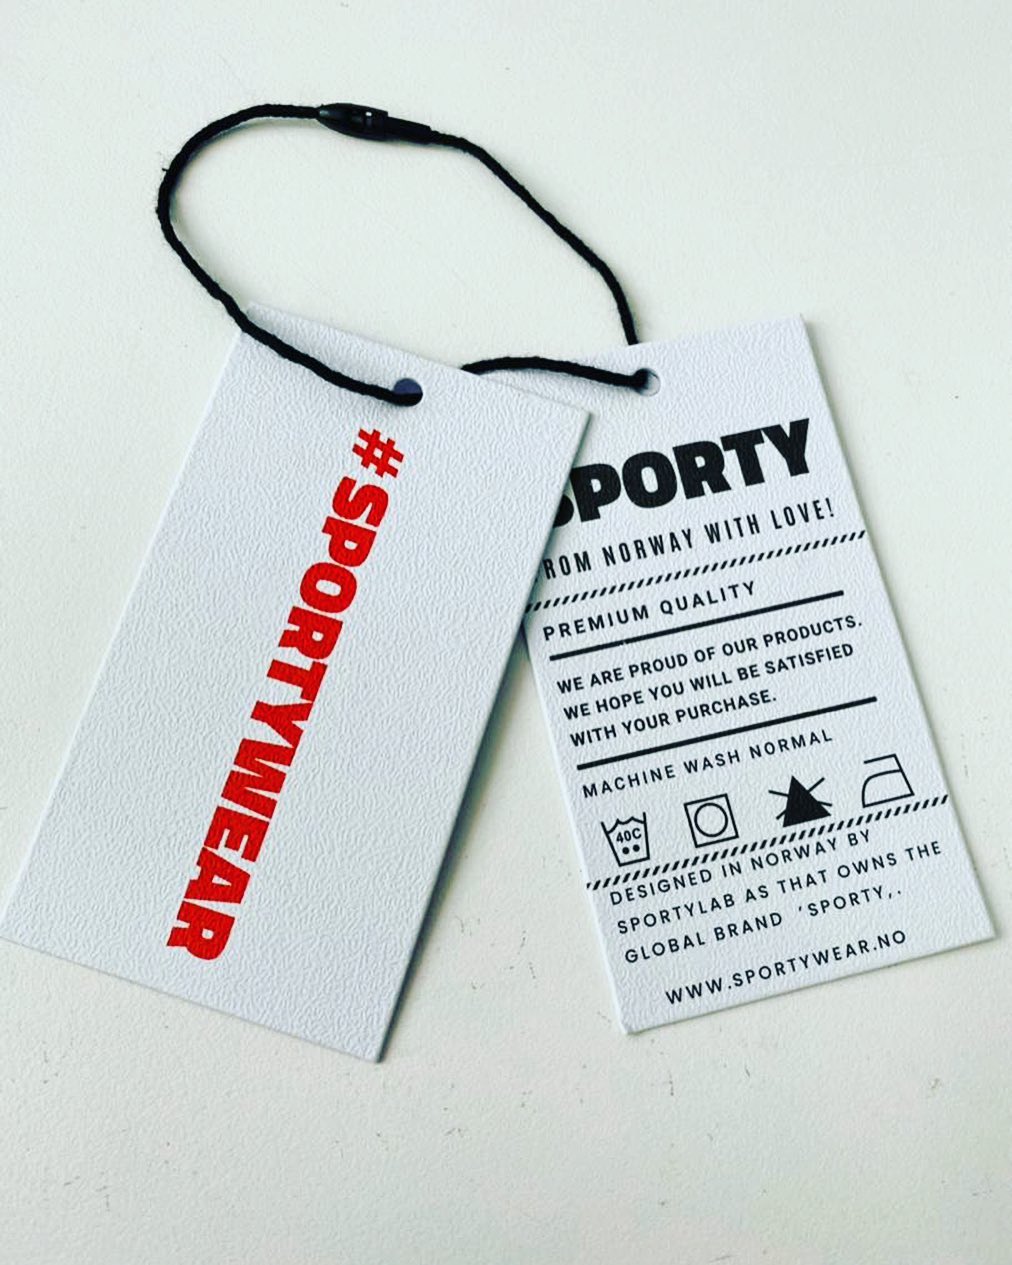 #SPORTYWEAR
SPORTY
FROM NORWAY WITH LOVE!
PREMIUM QUALITY
WE ARE PROUD OF OUR PRODUCTS.
WE HOPE YOU WILL BE SATISFIED
WITH YOUR PURCHASE.
MACHINE WASH NORMAL
40C
DESIGNED IN NORWAY BY
SPORTYLAB AS THAT OWNS THE
GLOBAL BRAND 'SPORTY,.
WWW.SPORTYWEAR.NO